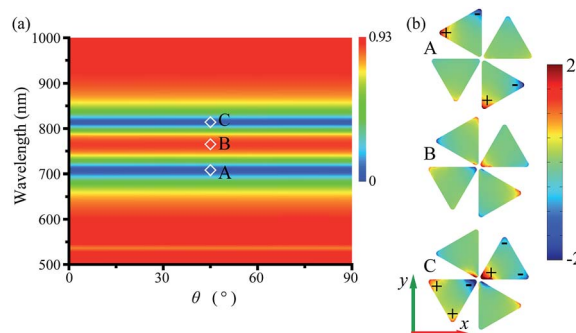 (a)
1000
900
800
700
600
500
Wavelength (nm)
0
30
60
90
θ (°)
C
B
A
0.93
0
(b)
A
+
-
+
-
B
C
+
-
+
-
+
-
y
x
2
-2